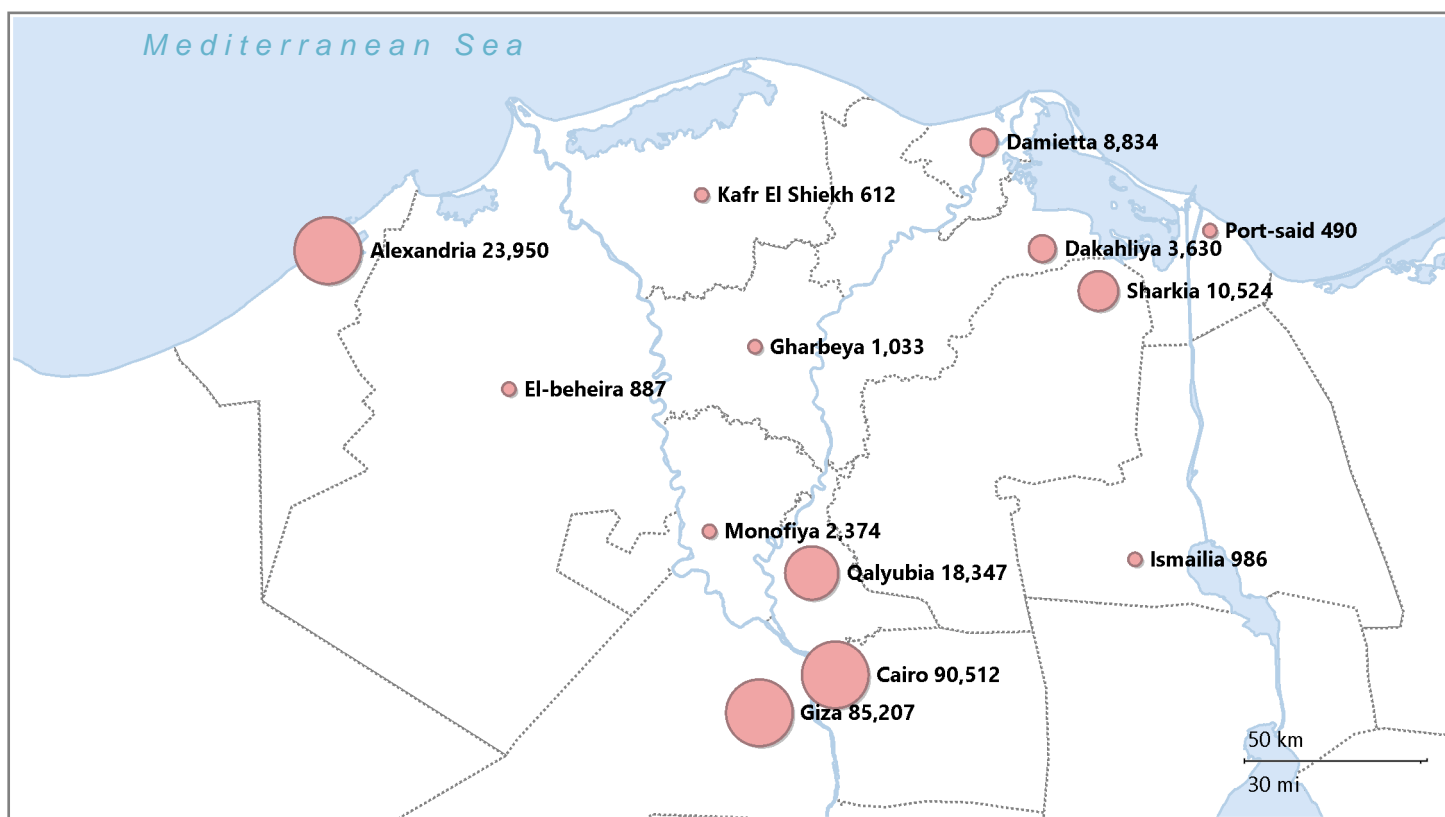 Mediterranean Sea
Damietta 8,834
Kafr El Shiekh 612
Port-said 490
Alexandria 23,950
Dakahliya 3,630
Sharkia 10,524
Gharbeya 1,033
El-beheira 887
Monofiya 2,374
Ismailia 986
Qalyubia 18,347
Cairo 90,512
Giza 85,207
50 km
30 mi